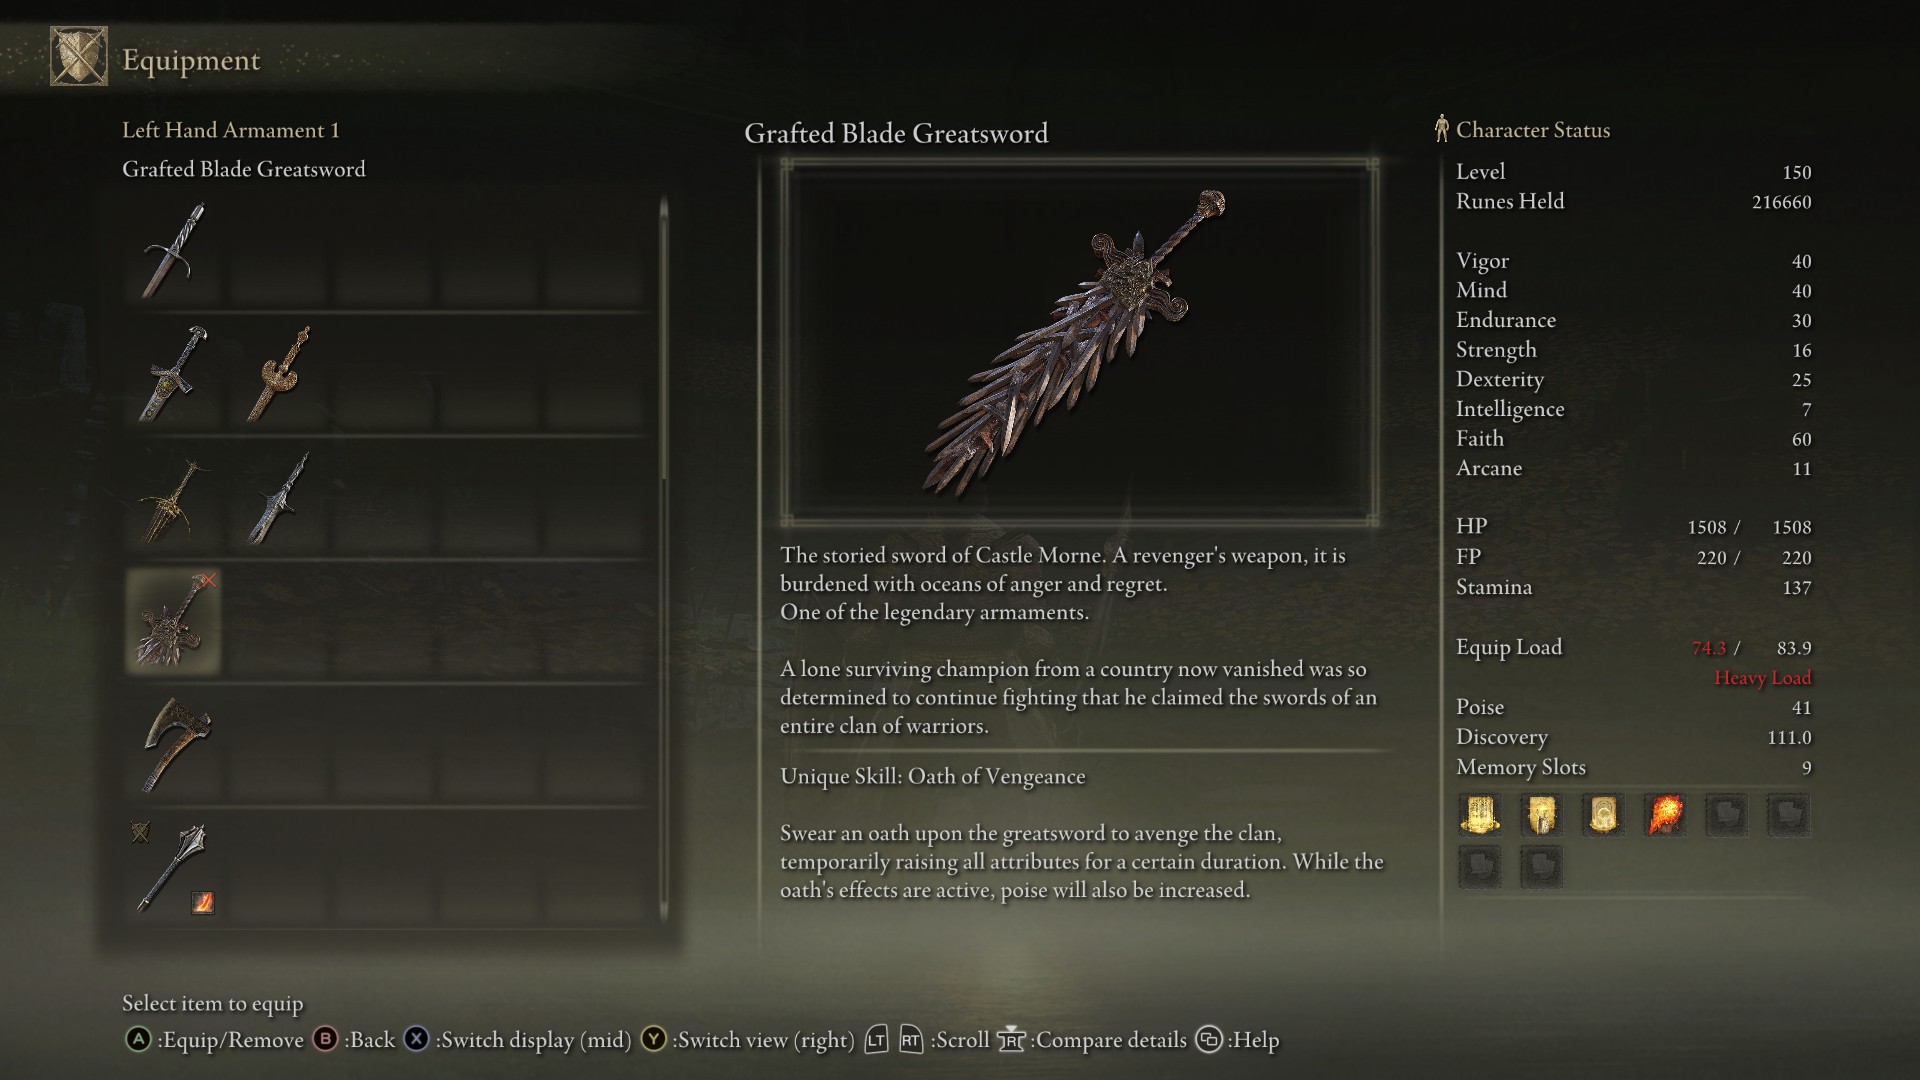 Equipment
Left Hand Armament 1
Grafted Blade Greatsword
Grafted Blade Greatsword
The storied sword of Castle Morne. A revenger's weapon, it is
burdened with oceans of anger and regret.
One of the legendary armaments.
A lone surviving champion from a country now vanished was so
determined to continue fighting that he claimed the swords of an
entire clan of warriors.
Unique Skill: Oath of Vengeance
Swear an oath upon the greatsword to avenge the clan,
temporarily raising all attributes for a certain duration. While the
oath's effects are active, poise will also be increased.
Character Status
Level 150
Runes Held 216660
Vigor 40
Mind 40
Endurance 30
Strength 16
Dexterity 25
Intelligence 7
Faith 60
Arcane 11
HP 1508 / 1508
FP 220 / 220
Stamina 137
Equip Load 74.3 / 83.9
Heavy Load
Poise 41
Discovery 111.0
Memory Slots 9
Select item to equip
A :Equip/Remove B :Back X :Switch display (mid) Y :Switch view (right) LT RT :Scroll R :Compare details :Help